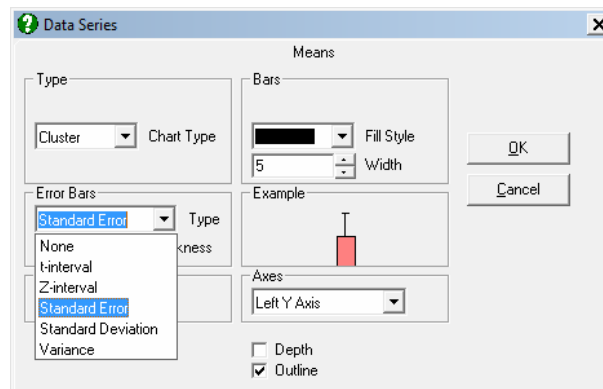 Data Series
Means
Type
Cluster
Chart Type
Bars
Fill Style
5
Width
OK
Cancel
Error Bars
Standard Error
Type
kness
None
t-interval
Z-interval
Standard Error
Standard Deviation
Variance
Example
Axes
Left Y Axis
Depth
Outline